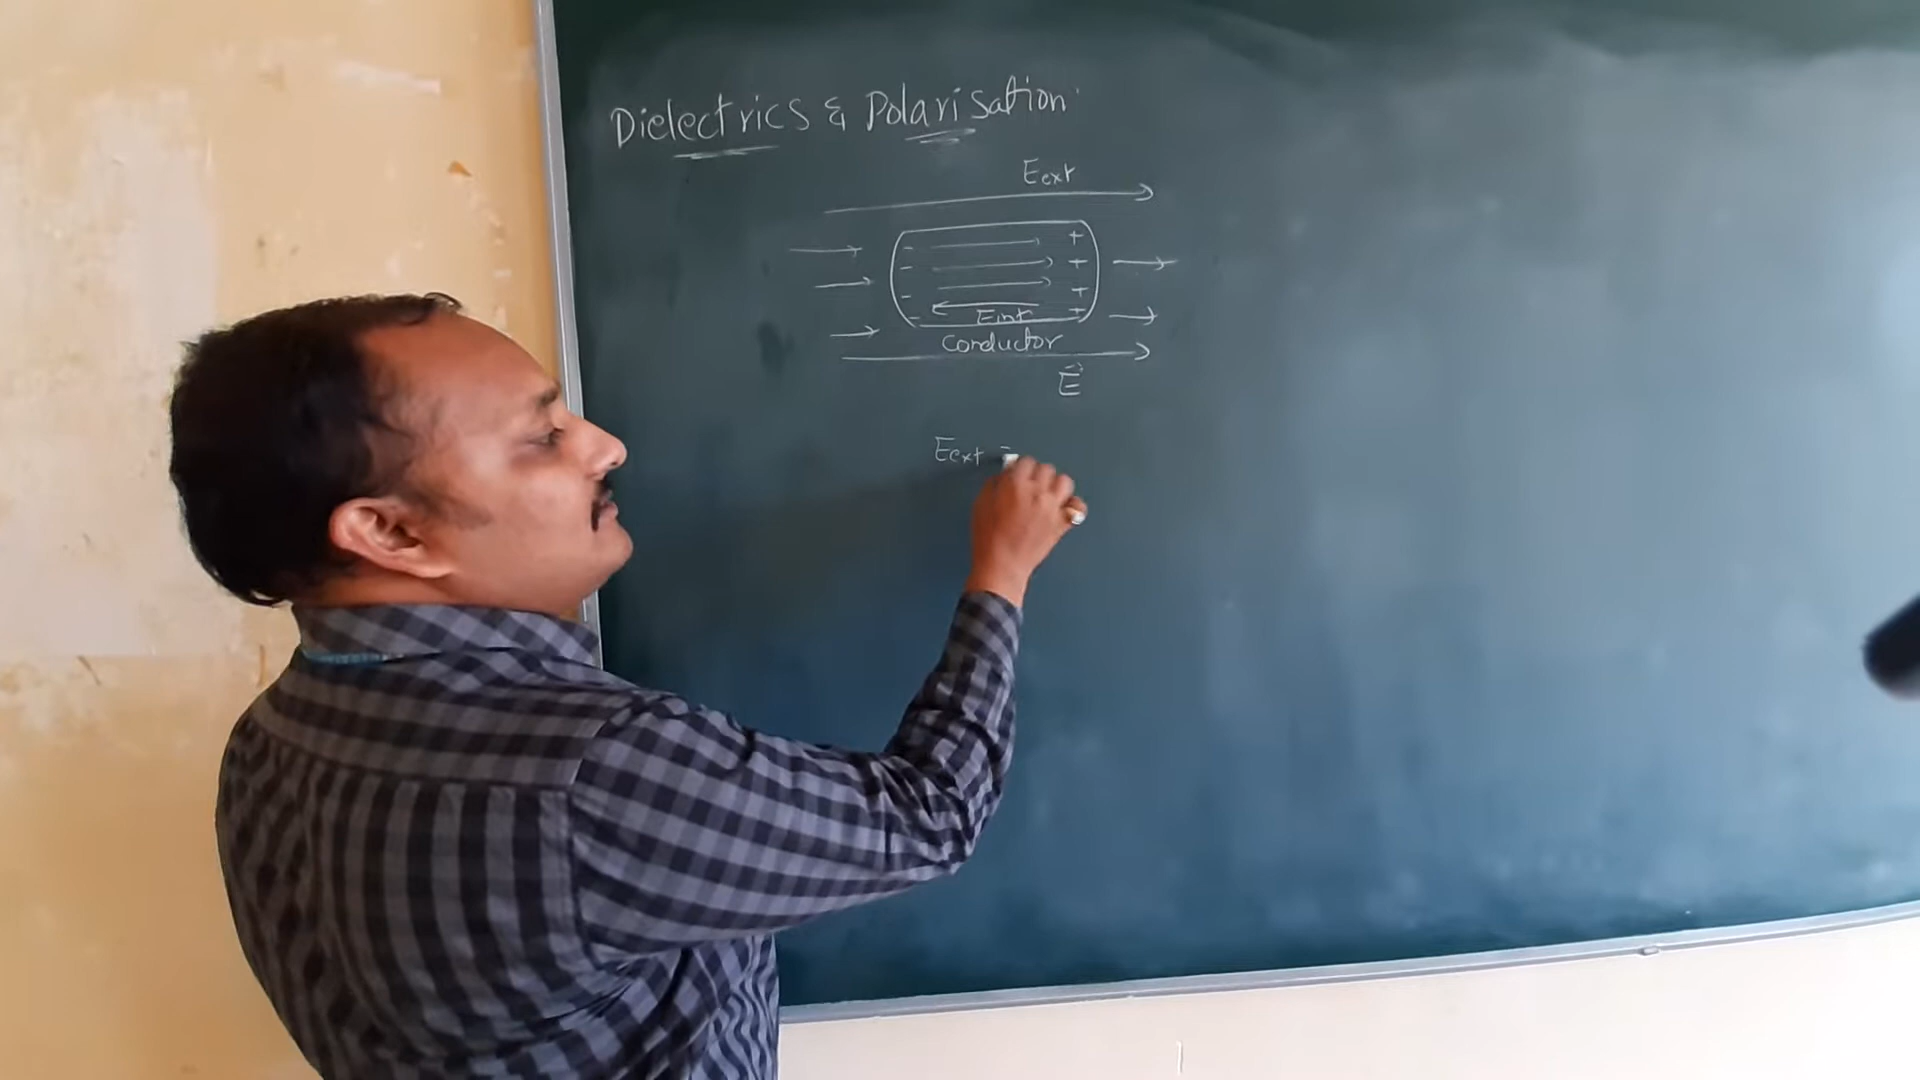 Dielectrics & Polarisation
Eext
- +
- +
- +
- +
Eint
conductor
E
Eext =